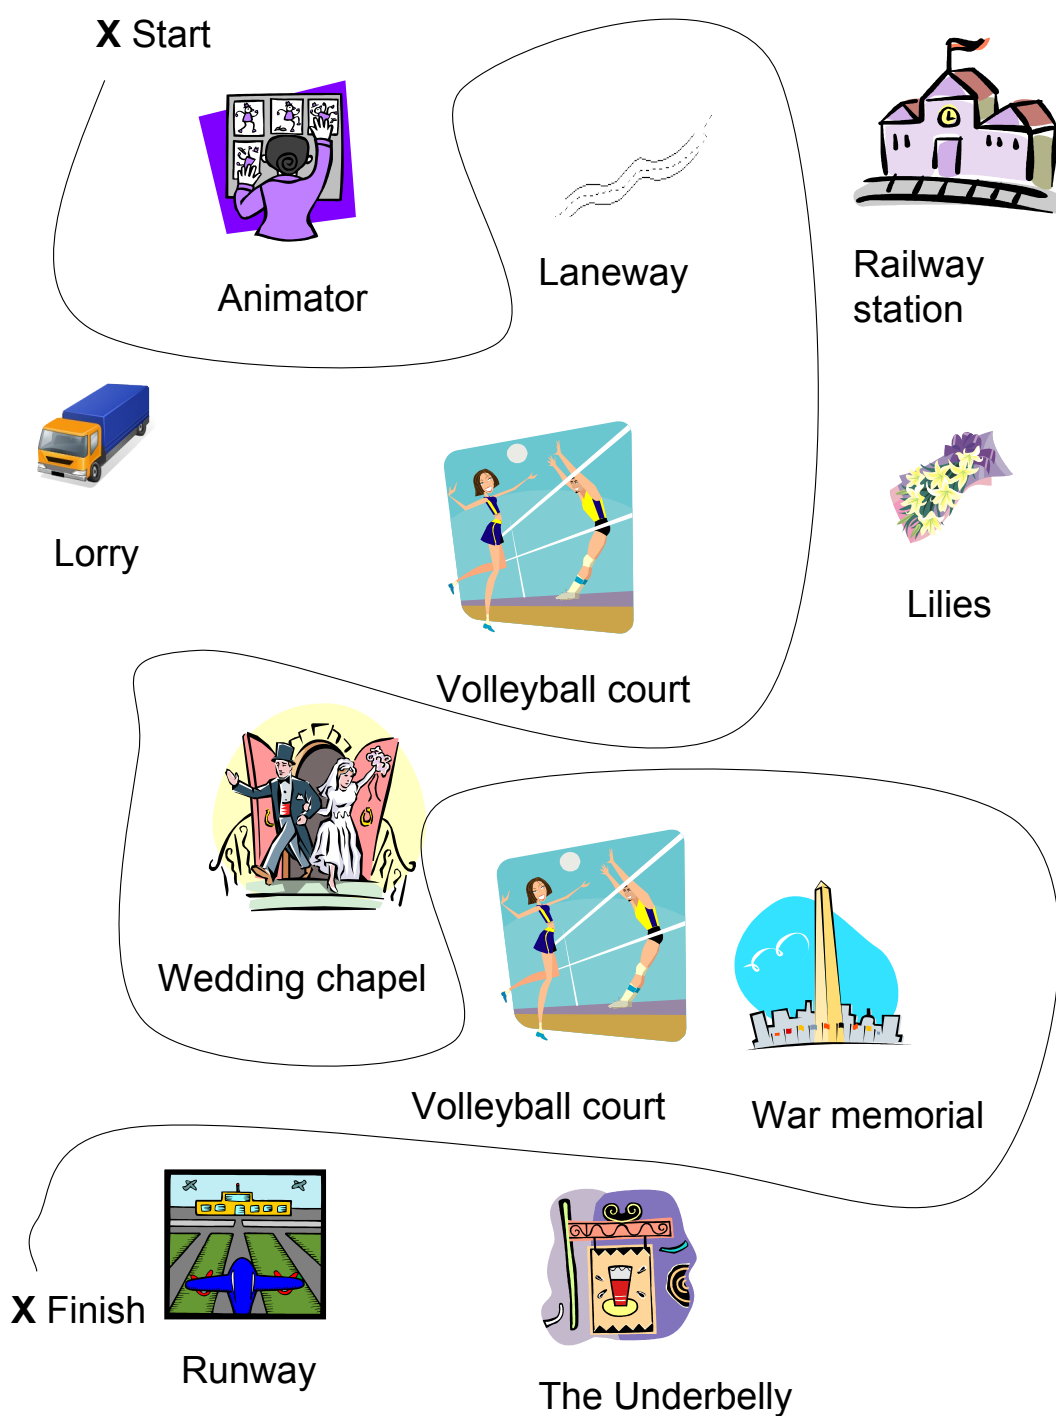 X Start
Animator
Laneway
Railway
station
Lorry
Lilies
Volleyball court
Wedding chapel
Volleyball court
War memorial
X Finish
Runway
The Underbelly